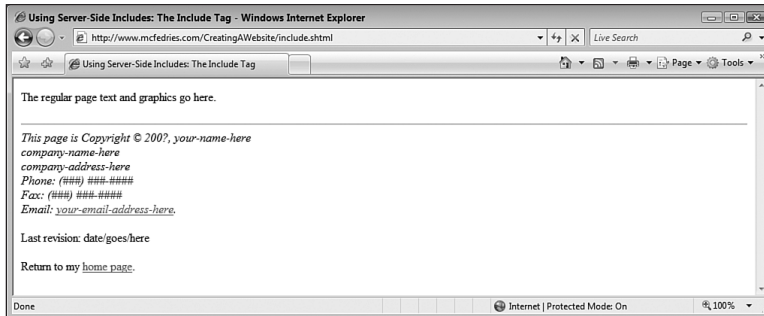 Using Server-Side Includes: The Include Tag - Windows Internet Explorer
http://www.mcfedries.com/CreatingAWebsite/include.shtml
Live Search
Using Server-Side Includes: The Include Tag
Page
Tools
The regular page text and graphics go here.
This page is Copyright © 200?, your-name-here
company-name-here
company-address-here
Phone: (###) ###-####
Fax: (###) ###-####
Email: your-email-address-here.
Last revision: date/goes/here
Return to my home page.
Done
Internet | Protected Mode: On
100%